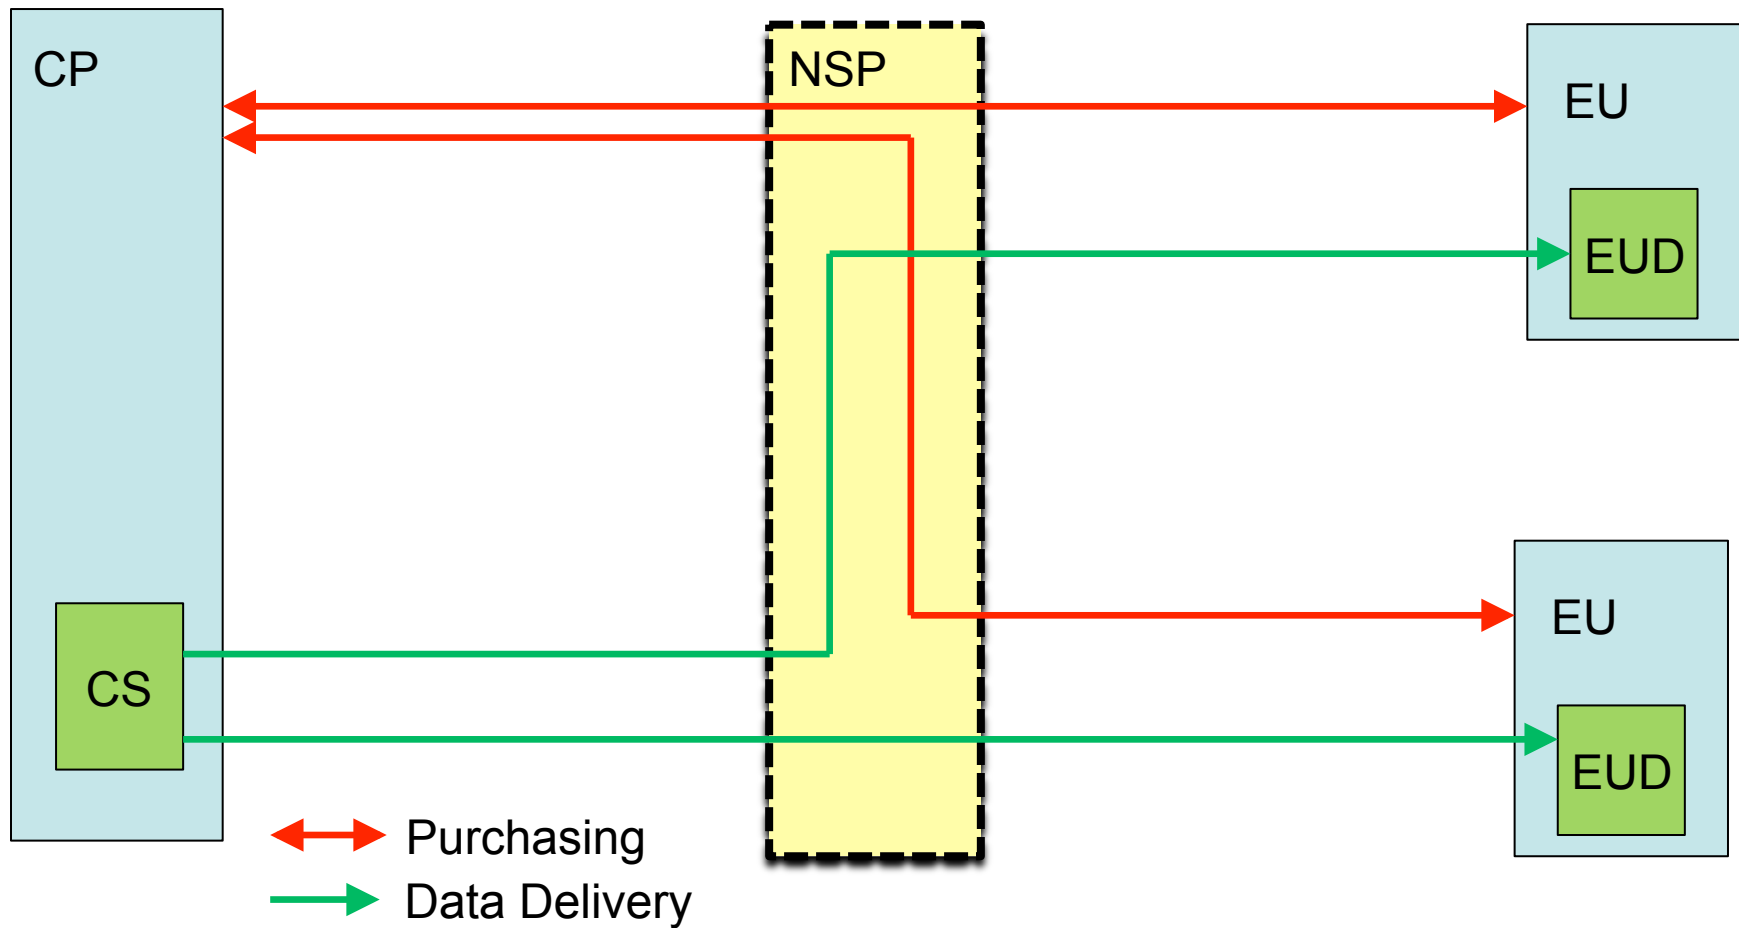 CP
NSP
EU
EUD
EU
CS
EUD
Purchasing
Data Delivery